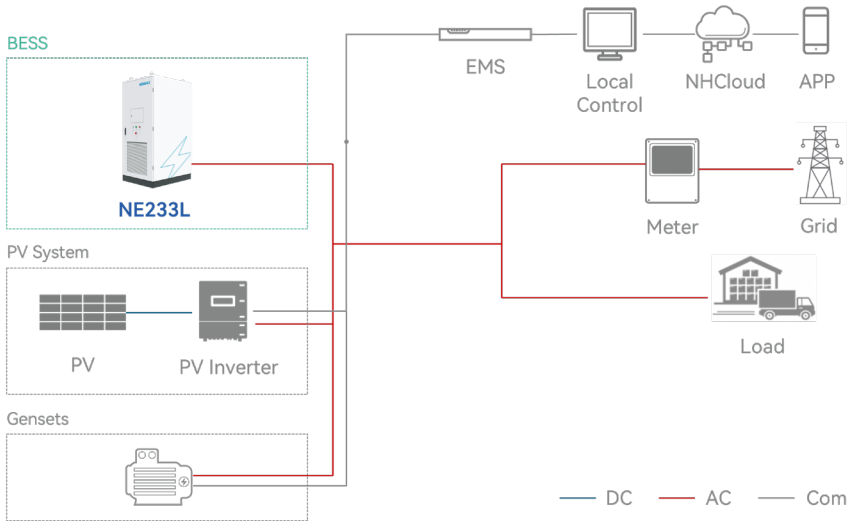 BESS
NE233L
EMS
Local
Control
NHCloud
APP
Meter
Grid
PV System
PV
PV Inverter
Load
Gensets
DC
AC
Com